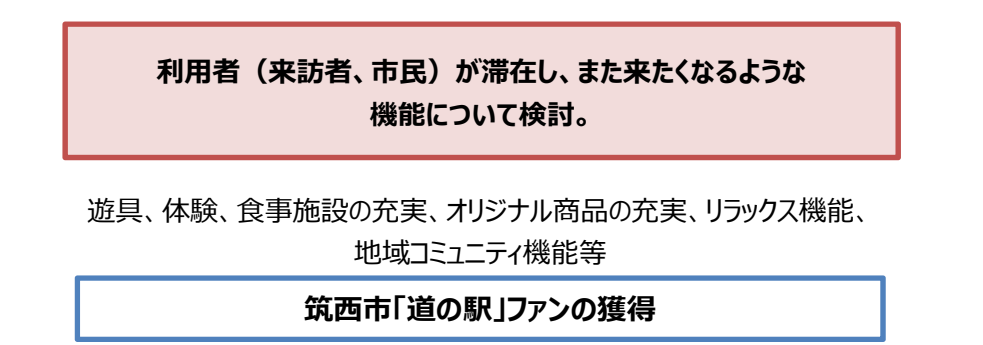 利用者（来訪者、市民）が滞在し、また来たくなるような
機能について検討。
遊具、体験、食事施設の充実、オリジナル商品の充実、リラックス機能、
地域コミュニティ機能等
筑西市「道の駅」ファンの獲得